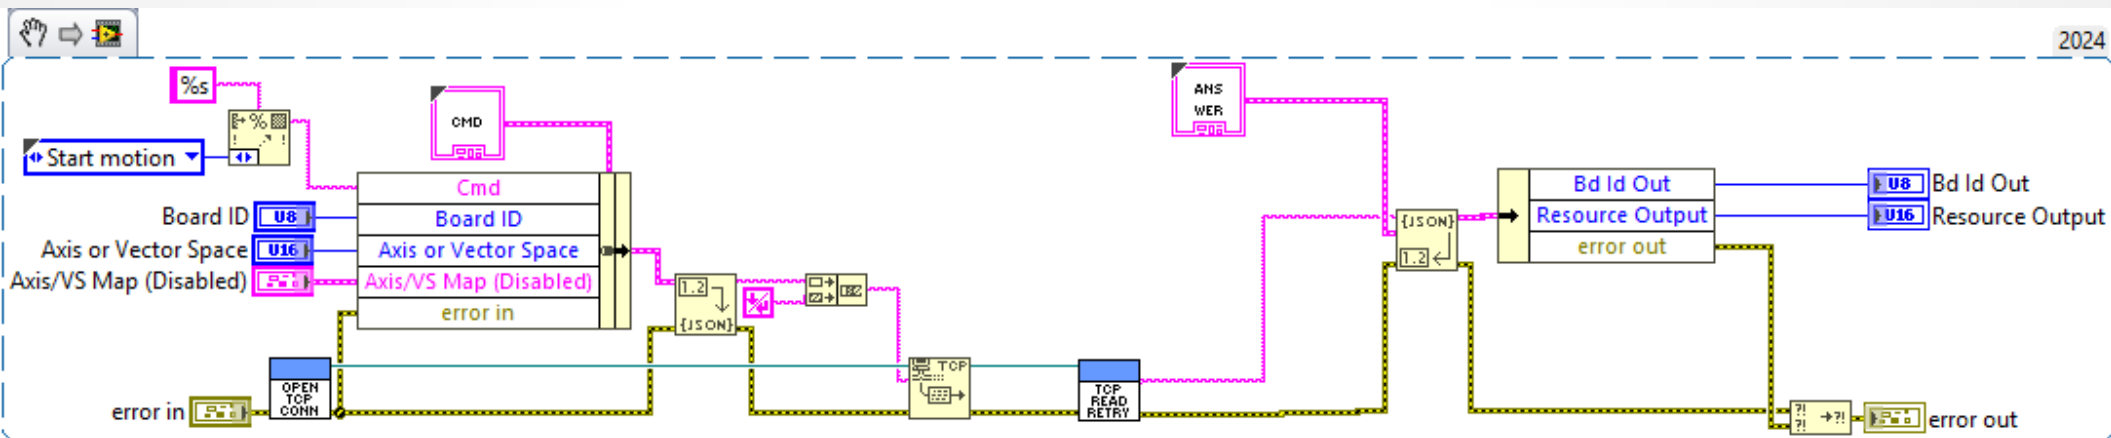 2024
%s
Start motion
CMD
Cmd
Board ID U8 Board ID
Axis or Vector Space U16 Axis or Vector Space
Axis/VS Map (Disabled) Axis/VS Map (Disabled)
error in
1.2
{JSON}
error in
OPEN
TCP
CONN
TCP
TCP
READ
RETRY
ANS
WER
{JSON}
1.2
Bd Id Out U8 Bd Id Out
Resource Output U16 Resource Output
error out
?!
?!
?!
error out